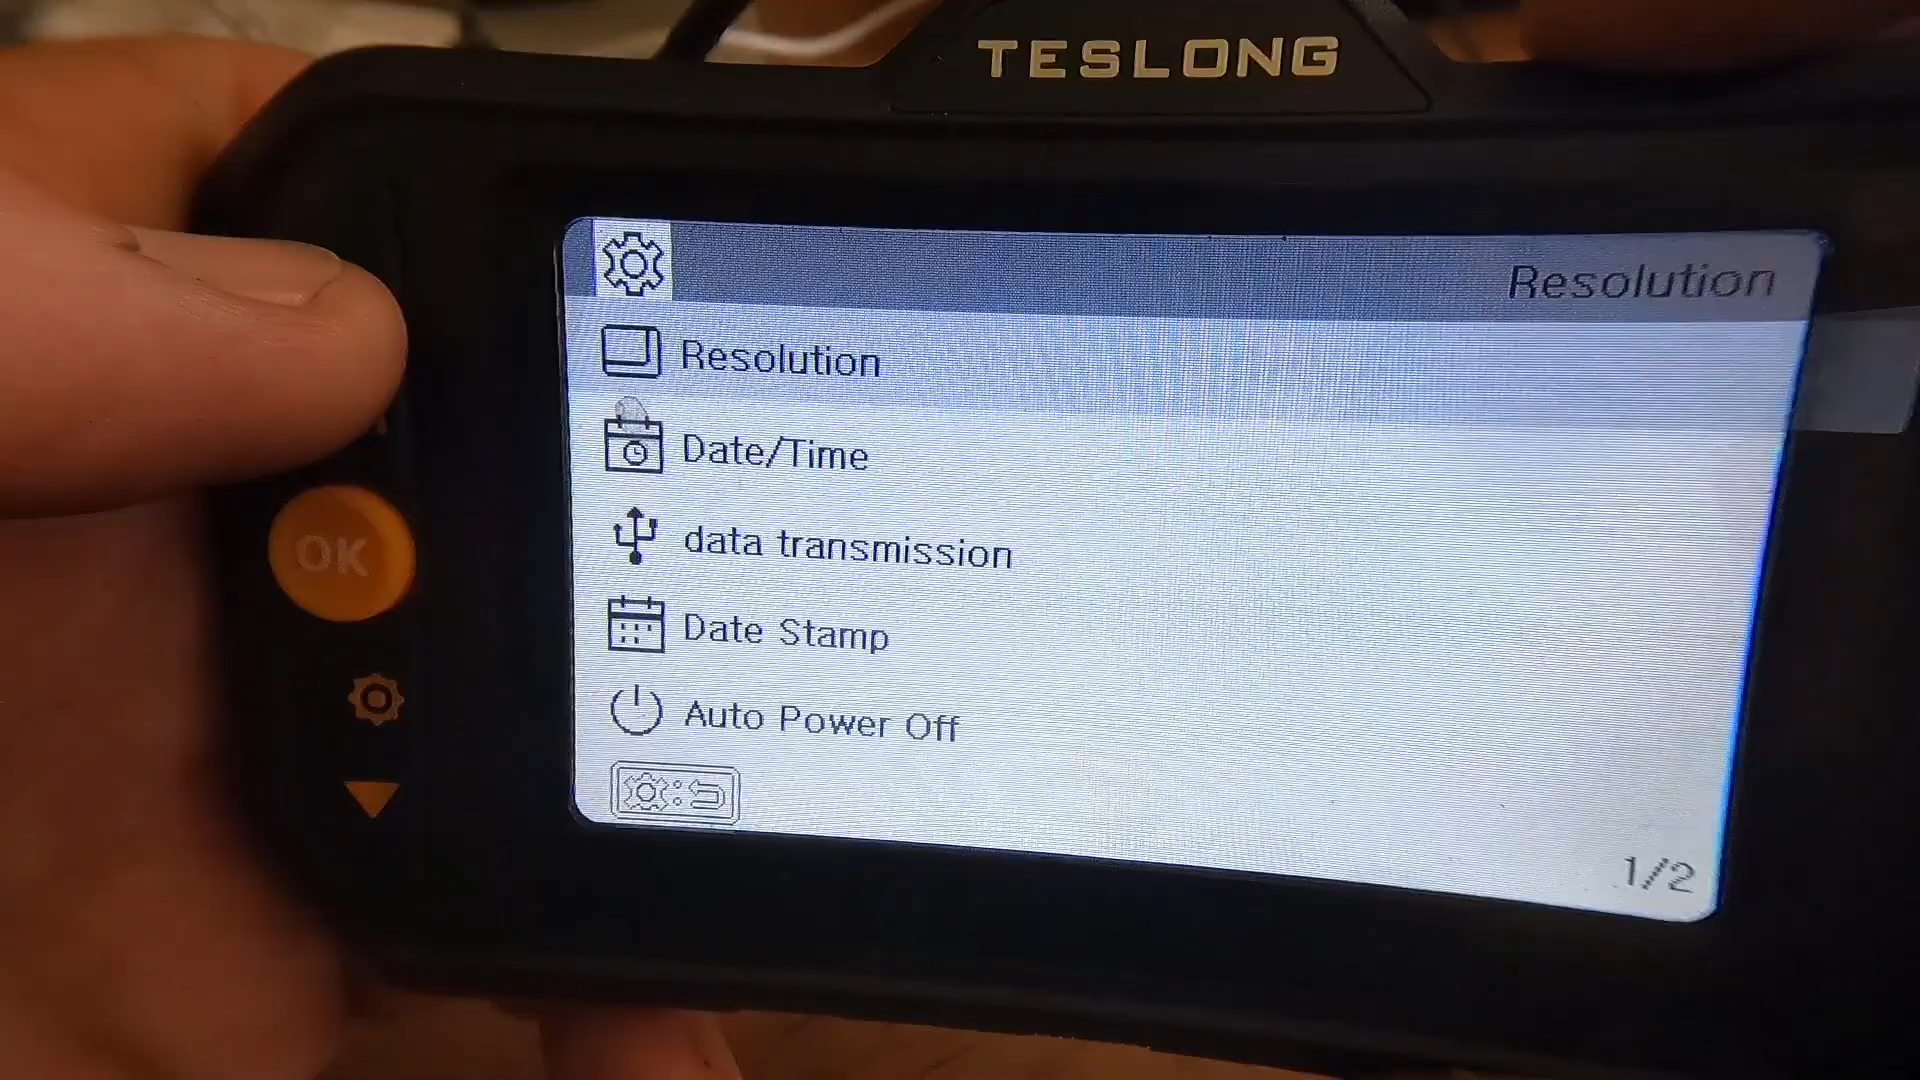 TESLONG
Resolution
Resolution
Date/Time
data transmission
Date Stamp
Auto Power Off
1/2
OK